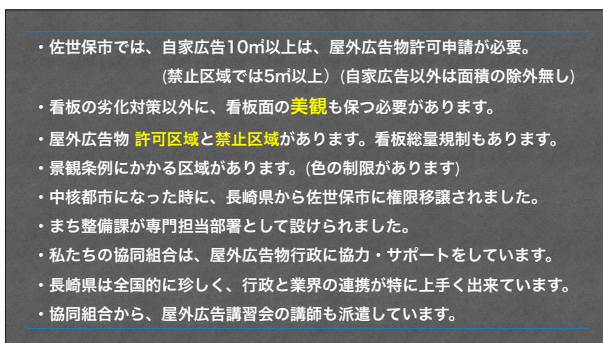 ・佐世保市では、自家広告10㎡以上は、屋外広告物許可申請が必要。
(禁止区域では5㎡以上）(自家広告以外は面積の除外無し)
・看板の劣化対策以外に、看板面の美観も保つ必要があります。
・屋外広告物 許可区域と禁止区域があります。看板総量規制もあります。
・景観条例にかかる区域があります。(色の制限があります)
・中核都市になった時に、長崎県から佐世保市に権限移譲されました。
・まち整備課が専門担当部署として設けられました。
・私たちの協同組合は、屋外広告物行政に協力・サポートをしています。
・長崎県は全国的に珍しく、行政と業界の連携が特に上手く出来ています。
・協同組合から、屋外広告講習会の講師も派遣しています。